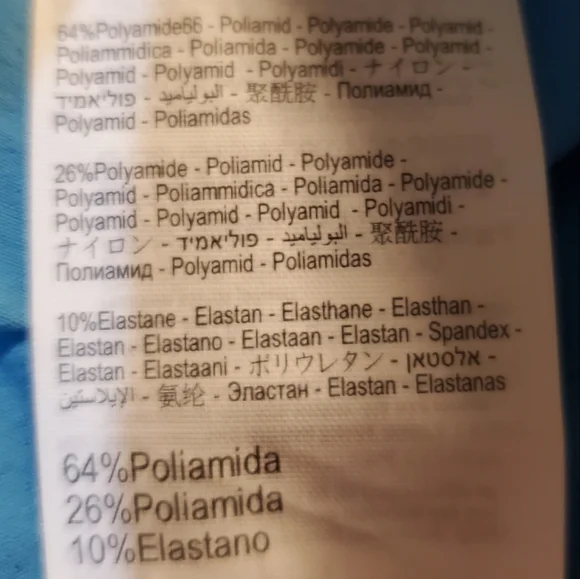 64%Polyamide66 - Poliamid - Polyamide - Polyamid -
Poliammidica - Poliamida - Polyamide - Polyamid -
Polyamid - Polyamid - Polyamidi - ナイロン -
פוליאמיד - البولياميد - 聚酰胺 - Полиамид -
Polyamid - Poliamidas
26%Polyamide - Poliamid - Polyamide -
Polyamid - Poliammidica - Poliamida - Polyamide -
Polyamid - Polyamid - Polyamid - Polyamidi -
ナイロン - פוליאמיד - البولياميد - 聚酰胺 -
Полиамид - Polyamid - Poliamidas
10%Elastane - Elastan - Elasthane - Elasthan -
Elastan - Elastano - Elastaan - Elastan - Spandex -
Elastan - Elastaani - ポリウレタン - אלסטאן -
الإيلاستين - 氨纶 - Эластан - Elastan - Elastanas
64%Poliamida
26%Poliamida
10%Elastano